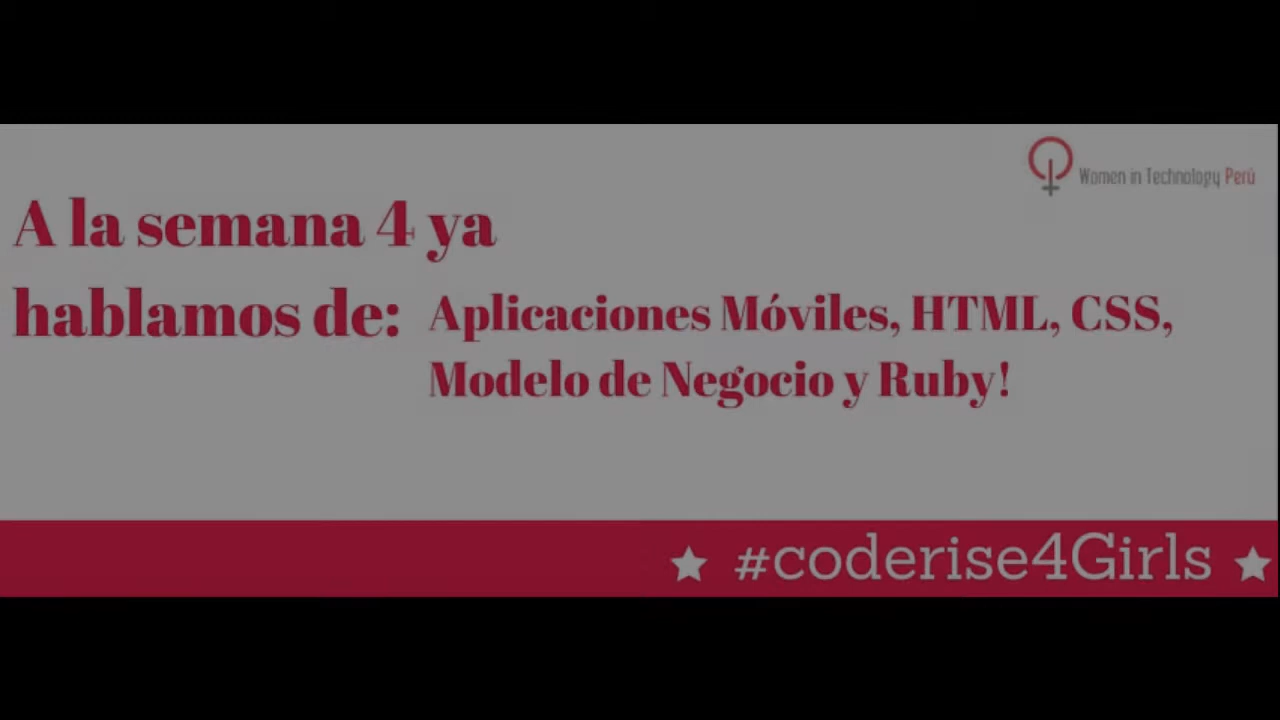 Women in Technology Perú
A la semana 4 ya
hablamos de: Aplicaciones Móviles, HTML, CSS,
Modelo de Negocio y Ruby!
#coderise4Girls